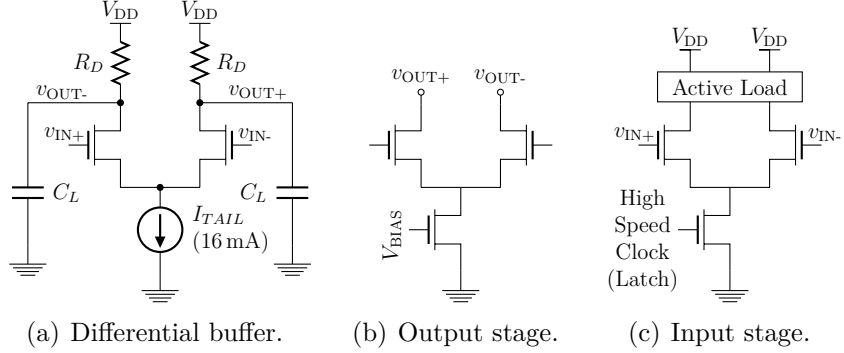 V_DD V_DD
R_D R_D
v_OUT- v_OUT+
v_IN+ v_IN-
C_L C_L
I_TAIL
(16 mA)
(a) Differential buffer.
v_OUT+ v_OUT-
V_BIAS
(b) Output stage.
V_DD V_DD
Active Load
v_IN+ v_IN-
High
Speed
Clock
(Latch)
(c) Input stage.